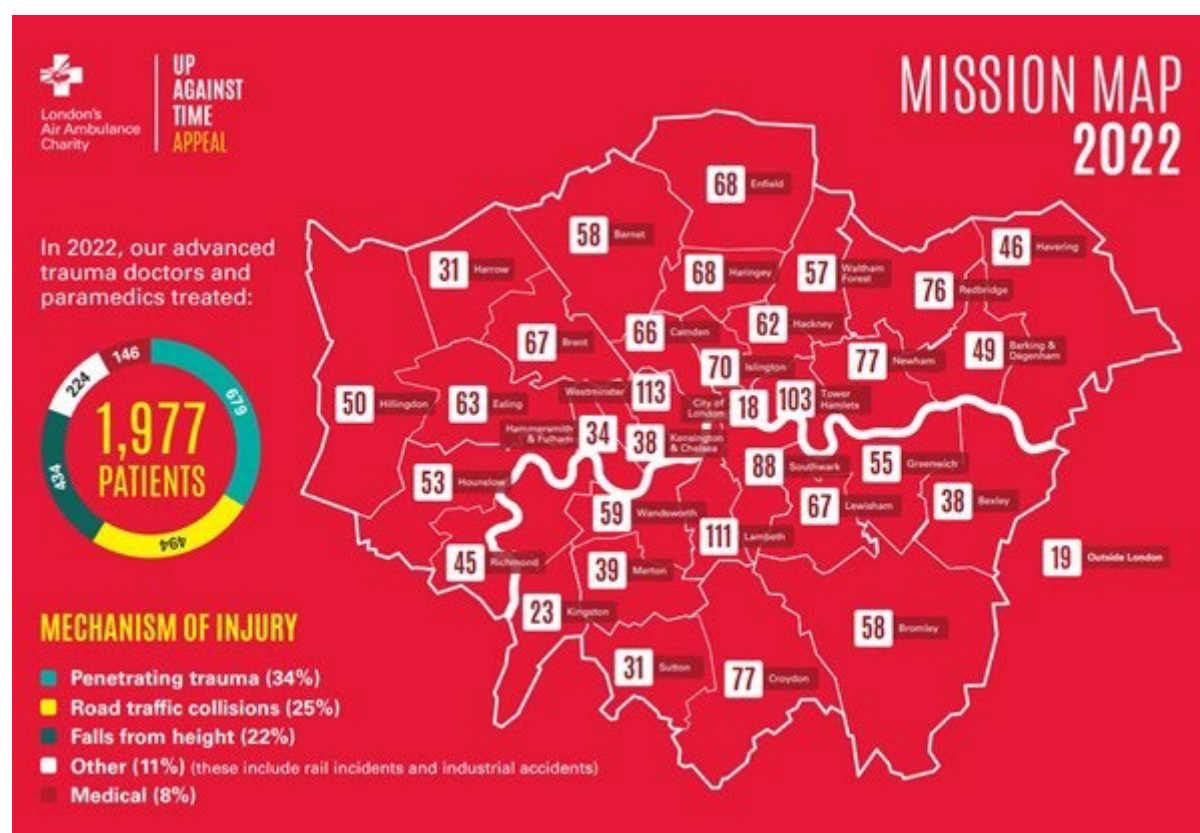 London's
Air Ambulance
Charity
UP
AGAINST
TIME
APPEAL
MISSION MAP
2022
In 2022, our advanced
trauma doctors and
paramedics treated:
146
224
679
434
494
1,977
PATIENTS
MECHANISM OF INJURY
Penetrating trauma (34%)
Road traffic collisions (25%)
Falls from height (22%)
Other (11%) (these include rail incidents and industrial accidents)
Medical (8%)
68 Enfield
58 Barnet
46 Havering
31 Harrow
68 Haringey
57 Waltham
Forest
76 Redbridge
67 Brent
66 Camden
62 Hackney
77 Newham
49 Barking &
Dagenham
70 Islington
50 Hillingdon
63 Ealing
Westminster 113
City of
London 18
103 Tower
Hamlets
Hammersmith
& Fulham 34
38 Kensington
& Chelsea
53 Hounslow
88 Southwark
55 Greenwich
59 Wandsworth
67 Lewisham
38 Bexley
111 Lambeth
45 Richmond
39 Merton
19 Outside London
23 Kingston
58 Bromley
31 Sutton
77 Croydon